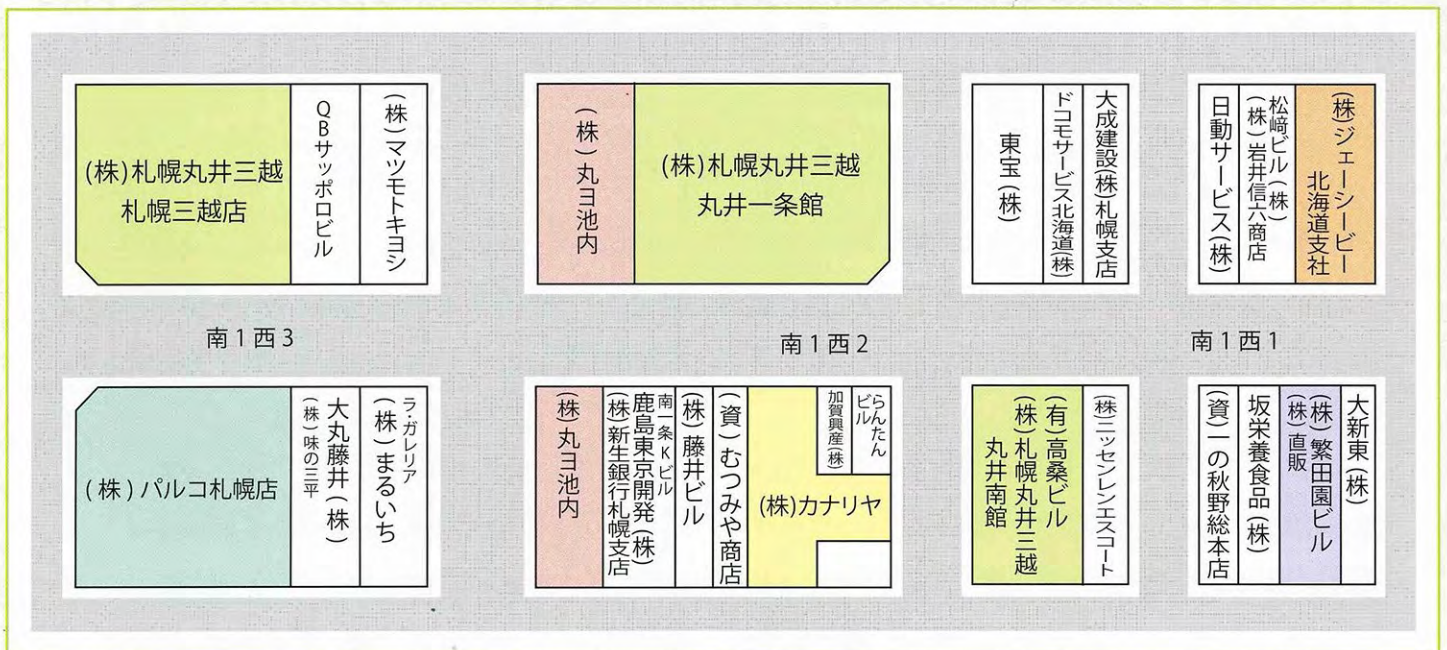 (株)札幌丸井三越
札幌三越店
QBサッポロビル
(株)マツモトキヨシ
(株)丸ヨ池内
(株)札幌丸井三越
丸井一条館
東宝(株)
ドコモサービス北海道(株)
大成建設(株)札幌支店
日動サービス(株)
松﨑ビル(株)
(株)岩井信六商店
(株)ジェーシービー
北海道支社
南1西3
南1西2
南1西1
(株)パルコ札幌店
大丸藤井(株)
(株)味の三平
ラ・ガレリア
(株)まるいち
(株)丸ヨ池内
南一条Kビル
鹿島東京開発(株)
(株)新生銀行札幌支店
(株)藤井ビル
(資)むつみや商店
(株)カナリヤ
加賀興産(株)
らんたん
ビル
(有)高桑ビル
(株)札幌丸井三越
丸井南館
(株)ニッセンレンエスコート
(資)一の秋野総本店
坂栄養食品(株)
(株)繁田園ビル
(株)直販
大新東(株)